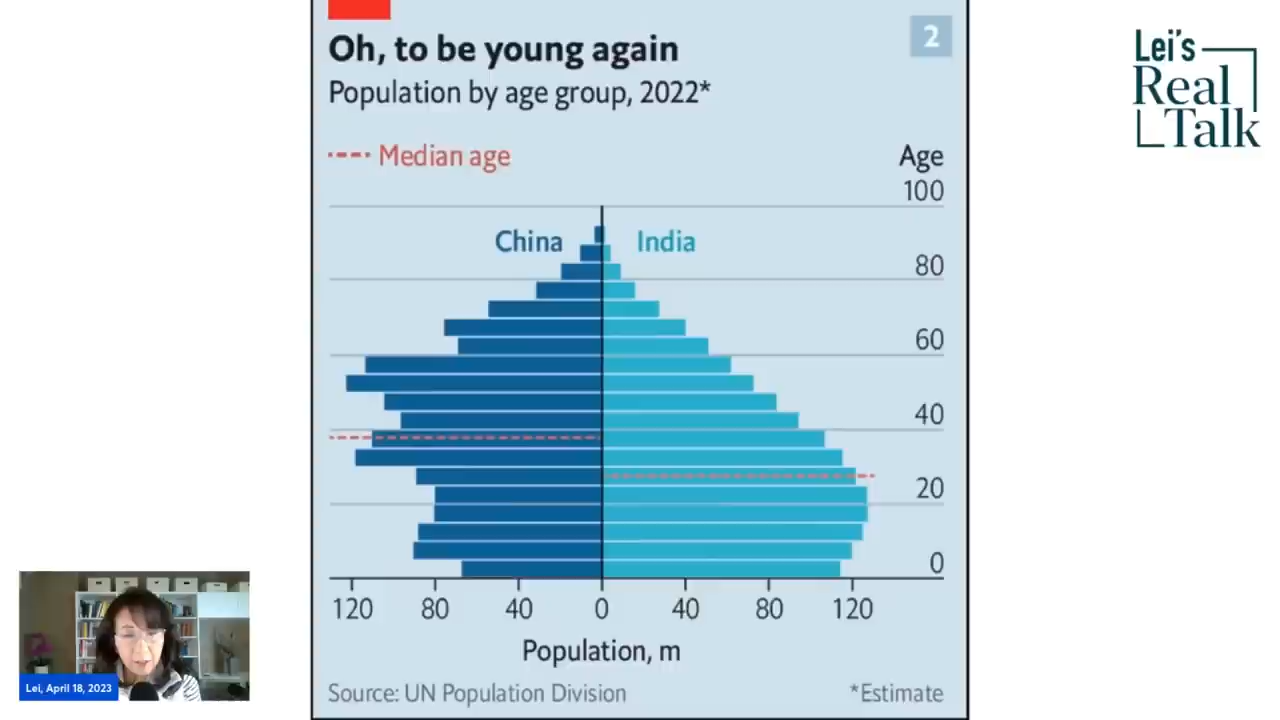 Oh, to be young again
2
Population by age group, 2022*
Median age
Age
100
China
India
80
60
40
20
0
120 80 40 0 40 80 120
Population, m
Source: UN Population Division
*Estimate
Lei's
Real
Talk
Lei, April 18, 2023